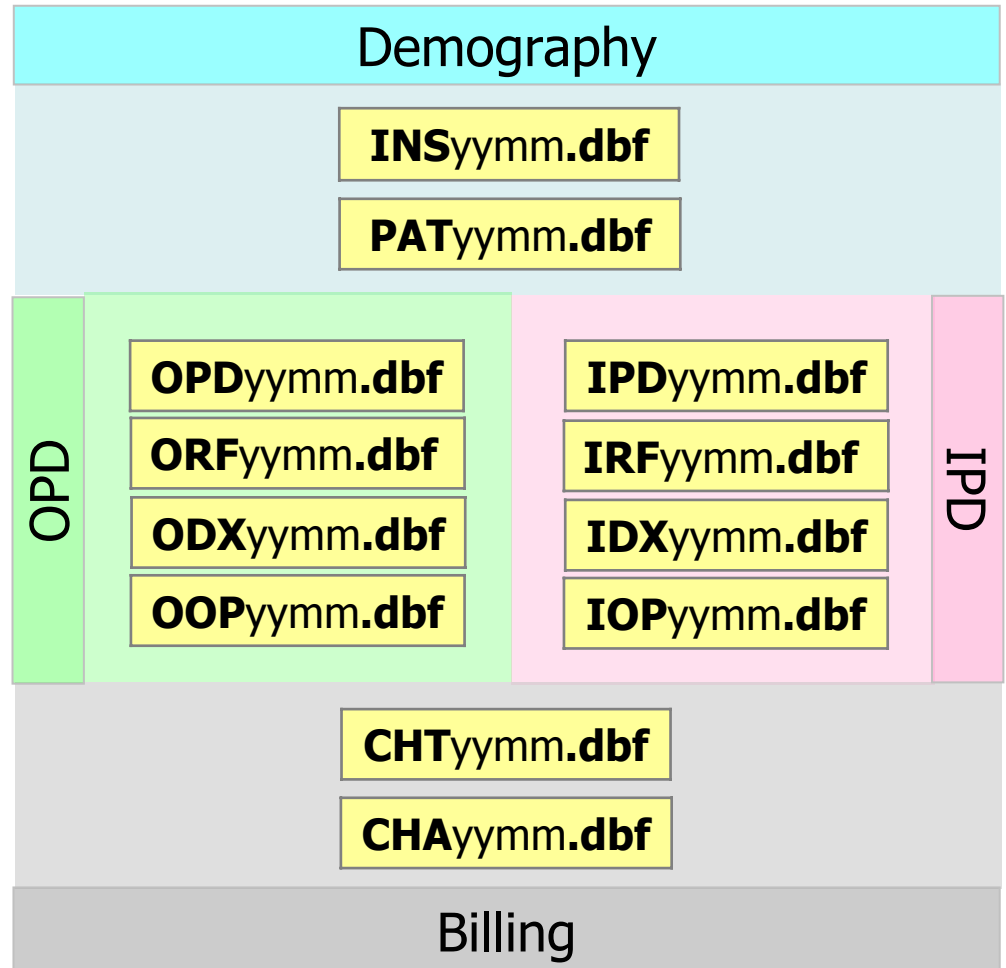 Demography
INSyymm.dbf
PATyymm.dbf
OPD
OPDyymm.dbf
ORFyymm.dbf
ODXyymm.dbf
OOPyymm.dbf
IPDyymm.dbf
IRFyymm.dbf
IDXyymm.dbf
IOPyymm.dbf
IPD
CHTyymm.dbf
CHAyymm.dbf
Billing